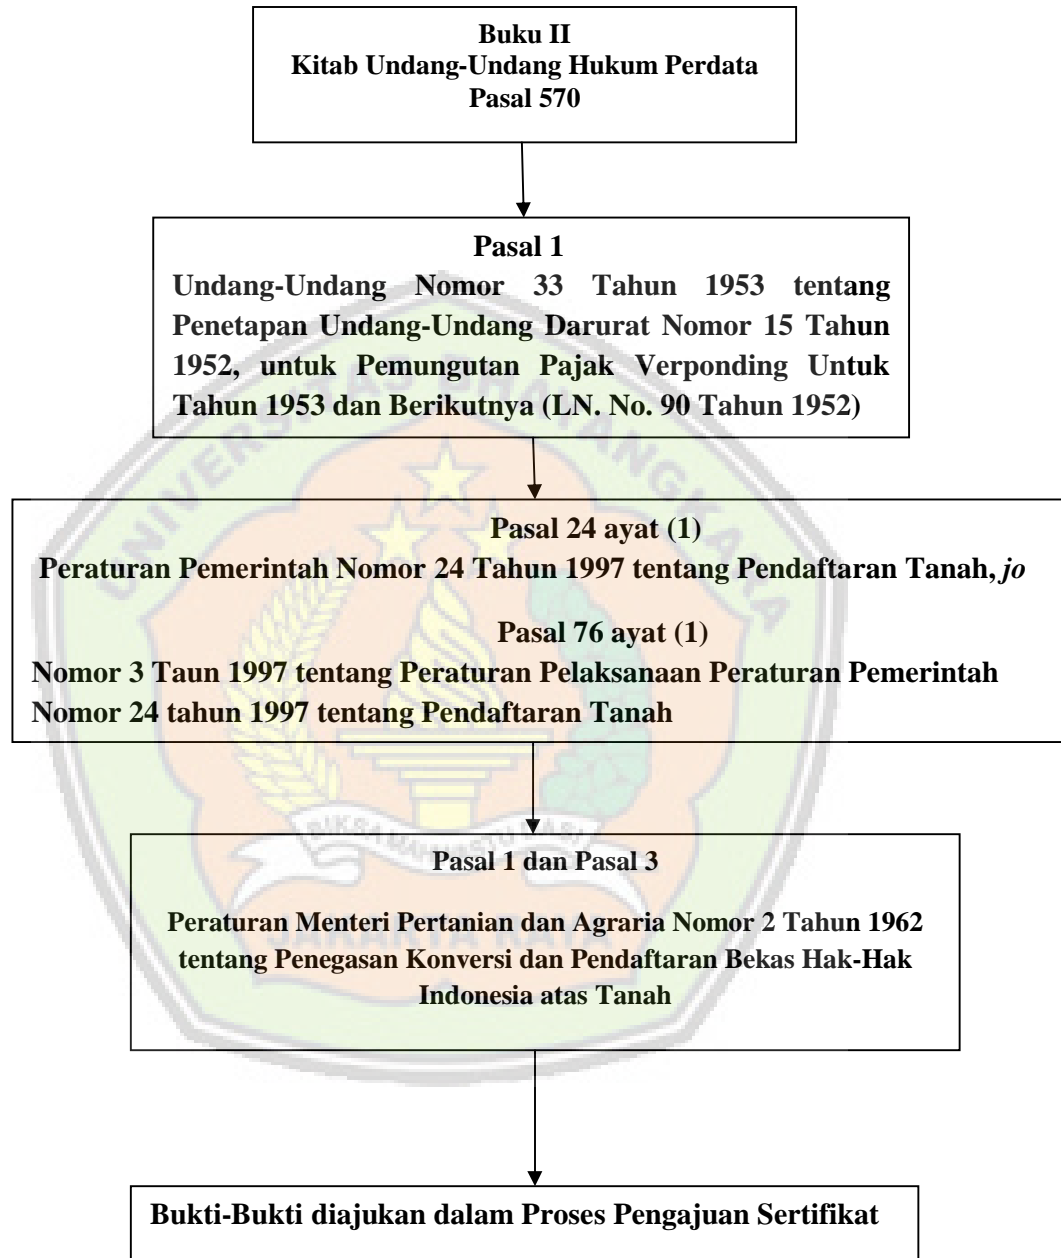 Buku II
Kitab Undang-Undang Hukum Perdata
Pasal 570
Pasal 1
Undang-Undang Nomor 33 Tahun 1953 tentang
Penetapan Undang-Undang Darurat Nomor 15 Tahun
1952, untuk Pemungutan Pajak Verponding Untuk
Tahun 1953 dan Berikutnya (LN. No. 90 Tahun 1952)
UNIVERSITAS BHAYANGKARA
Pasal 24 ayat (1)
Peraturan Pemerintah Nomor 24 Tahun 1997 tentang Pendaftaran Tanah, jo
Pasal 76 ayat (1)
Nomor 3 Taun 1997 tentang Peraturan Pelaksanaan Peraturan Pemerintah
Nomor 24 tahun 1997 tentang Pendaftaran Tanah
Pasal 1 dan Pasal 3
Peraturan Menteri Pertanian dan Agraria Nomor 2 Tahun 1962
tentang Penegasan Konversi dan Pendaftaran Bekas Hak-Hak
Indonesia atas Tanah
JAKARTA RAYA
Bukti-Bukti diajukan dalam Proses Pengajuan Sertifikat